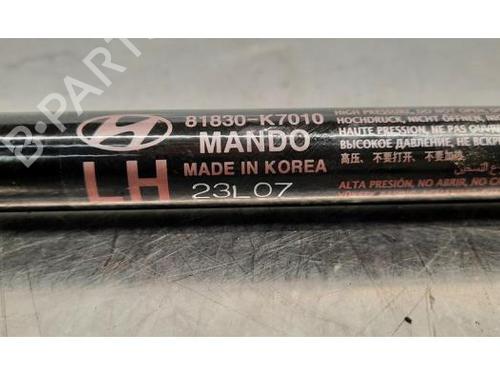 B-PARTS
81830-K7010
MANDO
LH
MADE IN KOREA
23L07
HIGH PRESSURE, DO NOT OPEN, DO
HOCHDRUCK, NICHT ÖFFNEN, NICHT
HAUTE PRESSION, NE PAS
ВЫСОКОЕ ДАВЛЕНИЕ, НЕ
高压, 不要打开, 不要加热
ALTA PRESIÓN, NO ABRIR, NO